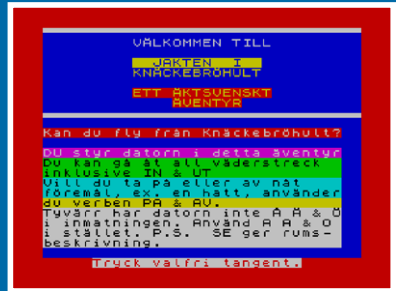 VÄLKOMMEN TILL
JAKTEN I
KNÄCKEBRÖHULT
ETT ÄKTSVENSKT
ÄVENTYR
Kan du fly från Knäckebröhult?
DU styr datorn i detta äventyr
Du kan gå åt all väderstreck
inklusive IN & UT
Vill du ta på eller av nåt
föremål, ex. en hatt, använder
du verben PA & AV.
Tyvärr har datorn inte Å Ä & Ö
i inmatningen. Använd A A & O
i stället. P.S. SE ger rums-
beskrivning.
Tryck valfri tangent.